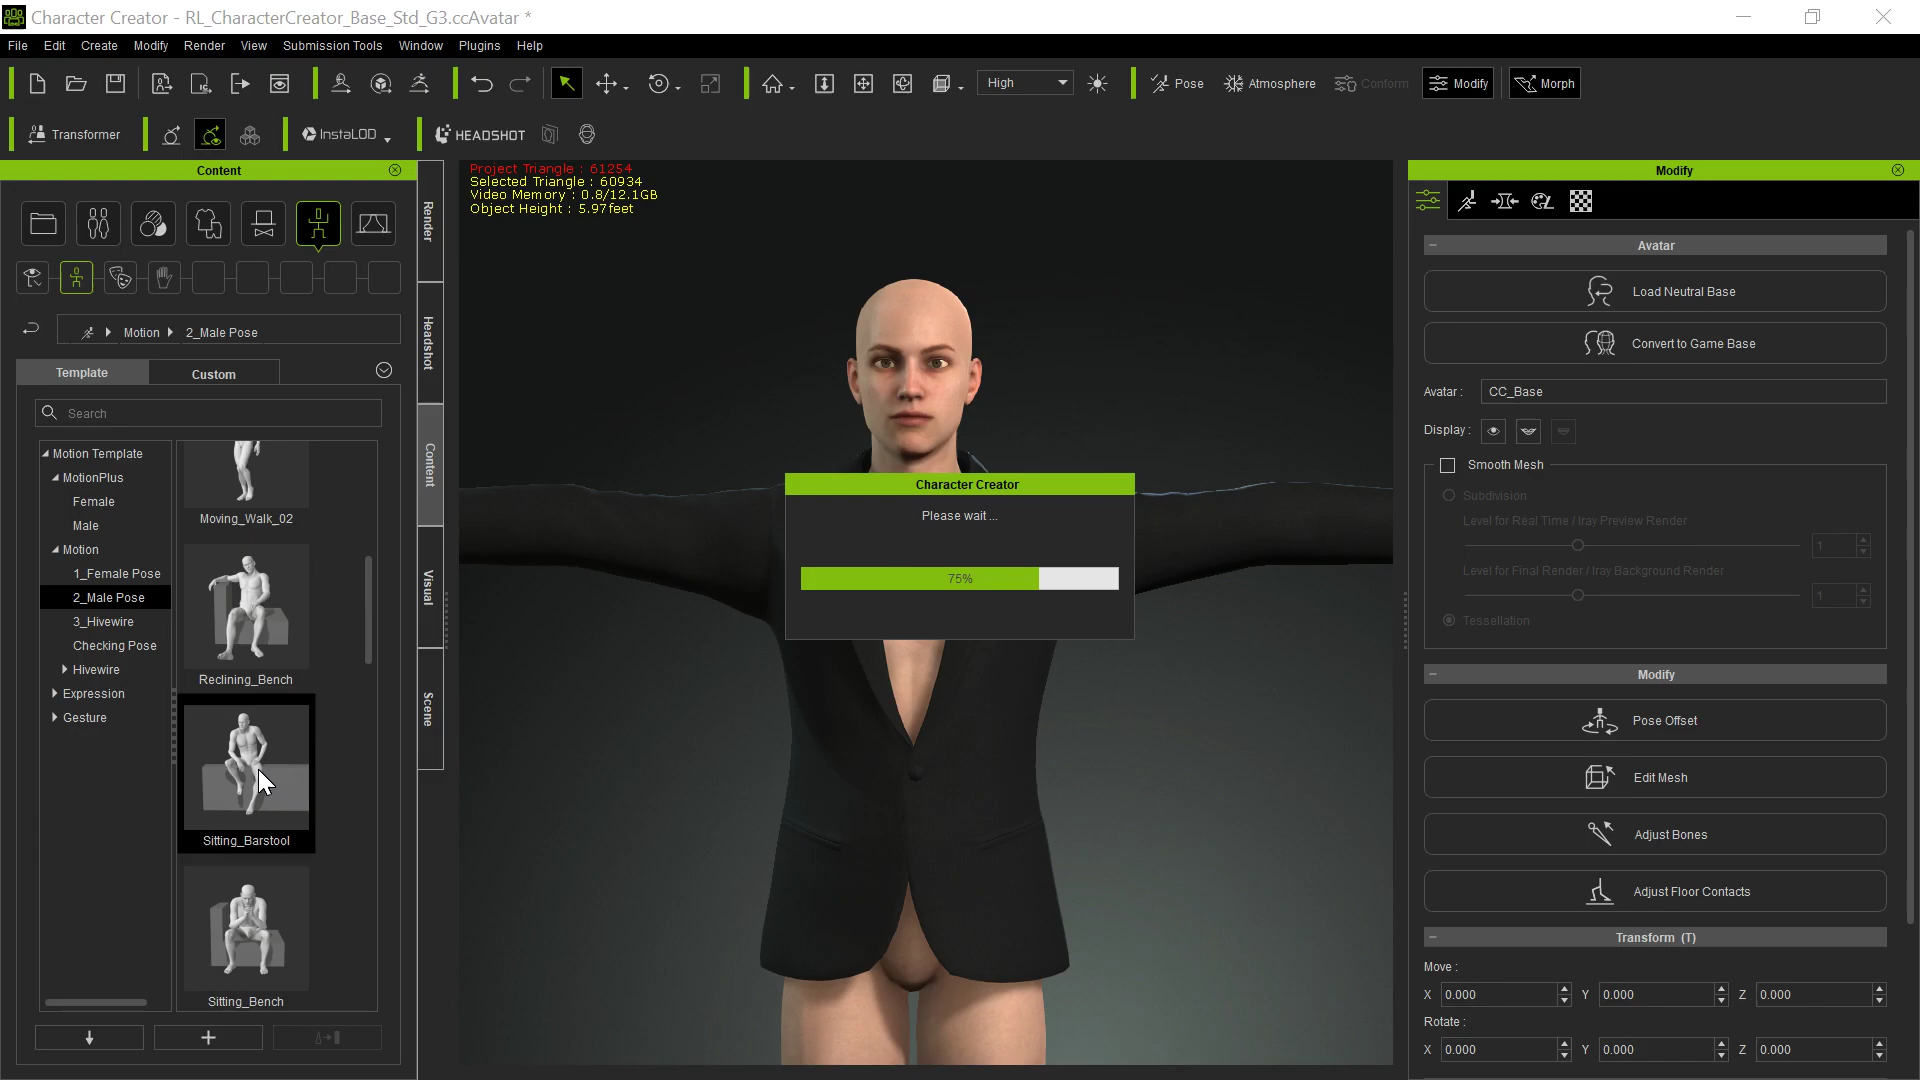 Character Creator - RL_CharacterCreator_Base_Std_G3.ccAvatar *
File Edit Create Modify Render View Submission Tools Window Plugins Help
High Pose Atmosphere Conform Modify Morph
Transformer InstaLOD HEADSHOT
Content
Motion 2_Male Pose
Template Custom
Search
Motion Template
MotionPlus
Female
Male
Motion
1_Female Pose
2_Male Pose
3_Hivewire
Checking Pose
Hivewire
Expression
Gesture
Moving_Walk_02
Reclining_Bench
Sitting_Barstool
Sitting_Bench
Render
Headshot
Content
Visual
Scene
Project Triangle : 61254
Selected Triangle : 60934
Video Memory : 0.8/12.1GB
Object Height : 5.97feet
Character Creator
Please wait ...
75%
Modify
Avatar
Load Neutral Base
Convert to Game Base
Avatar : CC_Base
Display :
Smooth Mesh
Subdivision
Level for Real Time / Iray Preview Render
1
Level for Final Render / Iray Background Render
1
Tessellation
Modify
Pose Offset
Edit Mesh
Adjust Bones
Adjust Floor Contacts
Transform (T)
Move :
X 0.000 Y 0.000 Z 0.000
Rotate :
X 0.000 Y 0.000 Z 0.000